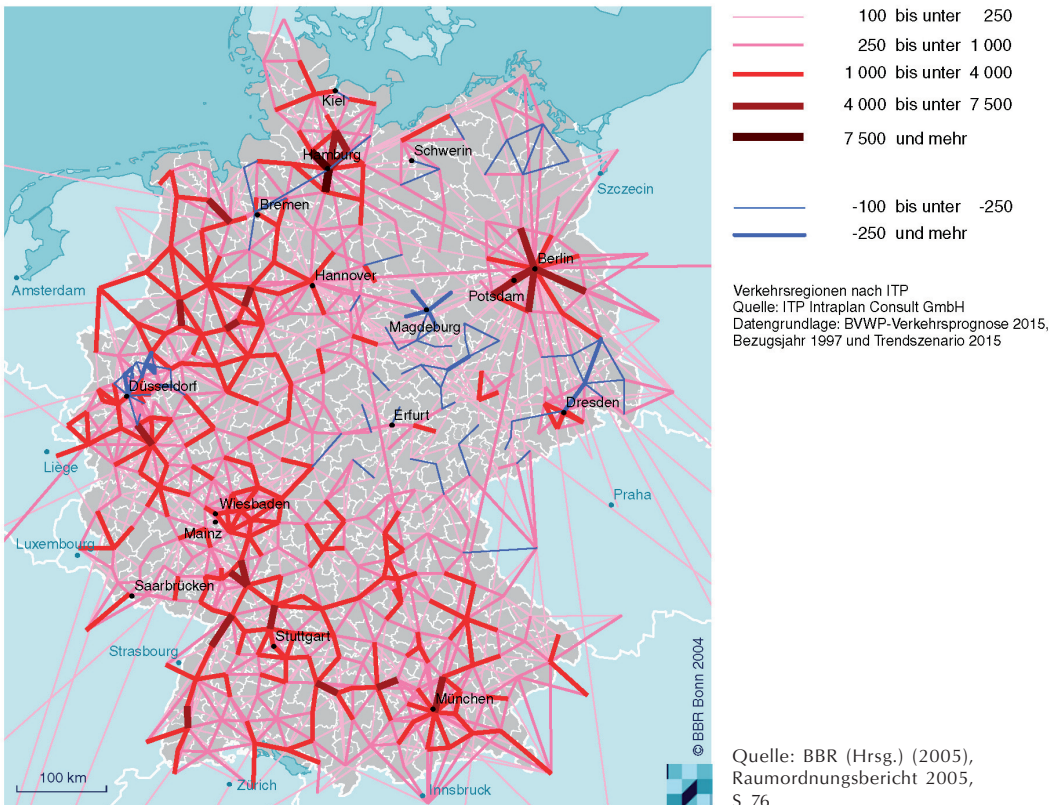 100 bis unter 250
250 bis unter 1 000
1 000 bis unter 4 000
4 000 bis unter 7 500
7 500 und mehr
-100 bis unter -250
-250 und mehr
Verkehrsregionen nach ITP
Quelle: ITP Intraplan Consult GmbH
Datengrundlage: BVWP-Verkehrsprognose 2015,
Bezugsjahr 1997 und Trendszenario 2015
Kiel
Hamburg
Schwerin
Szczecin
Bremen
Berlin
Amsterdam
Hannover
Potsdam
Magdeburg
Düsseldorf
Erfurt
Dresden
Liège
Praha
Wiesbaden
Mainz
Luxembourg
Saarbrücken
Stuttgart
Strasbourg
München
© BBR Bonn 2004
100 km
Zürich
Innsbruck
Quelle: BBR (Hrsg.) (2005),
Raumordnungsbericht 2005,
S. 76